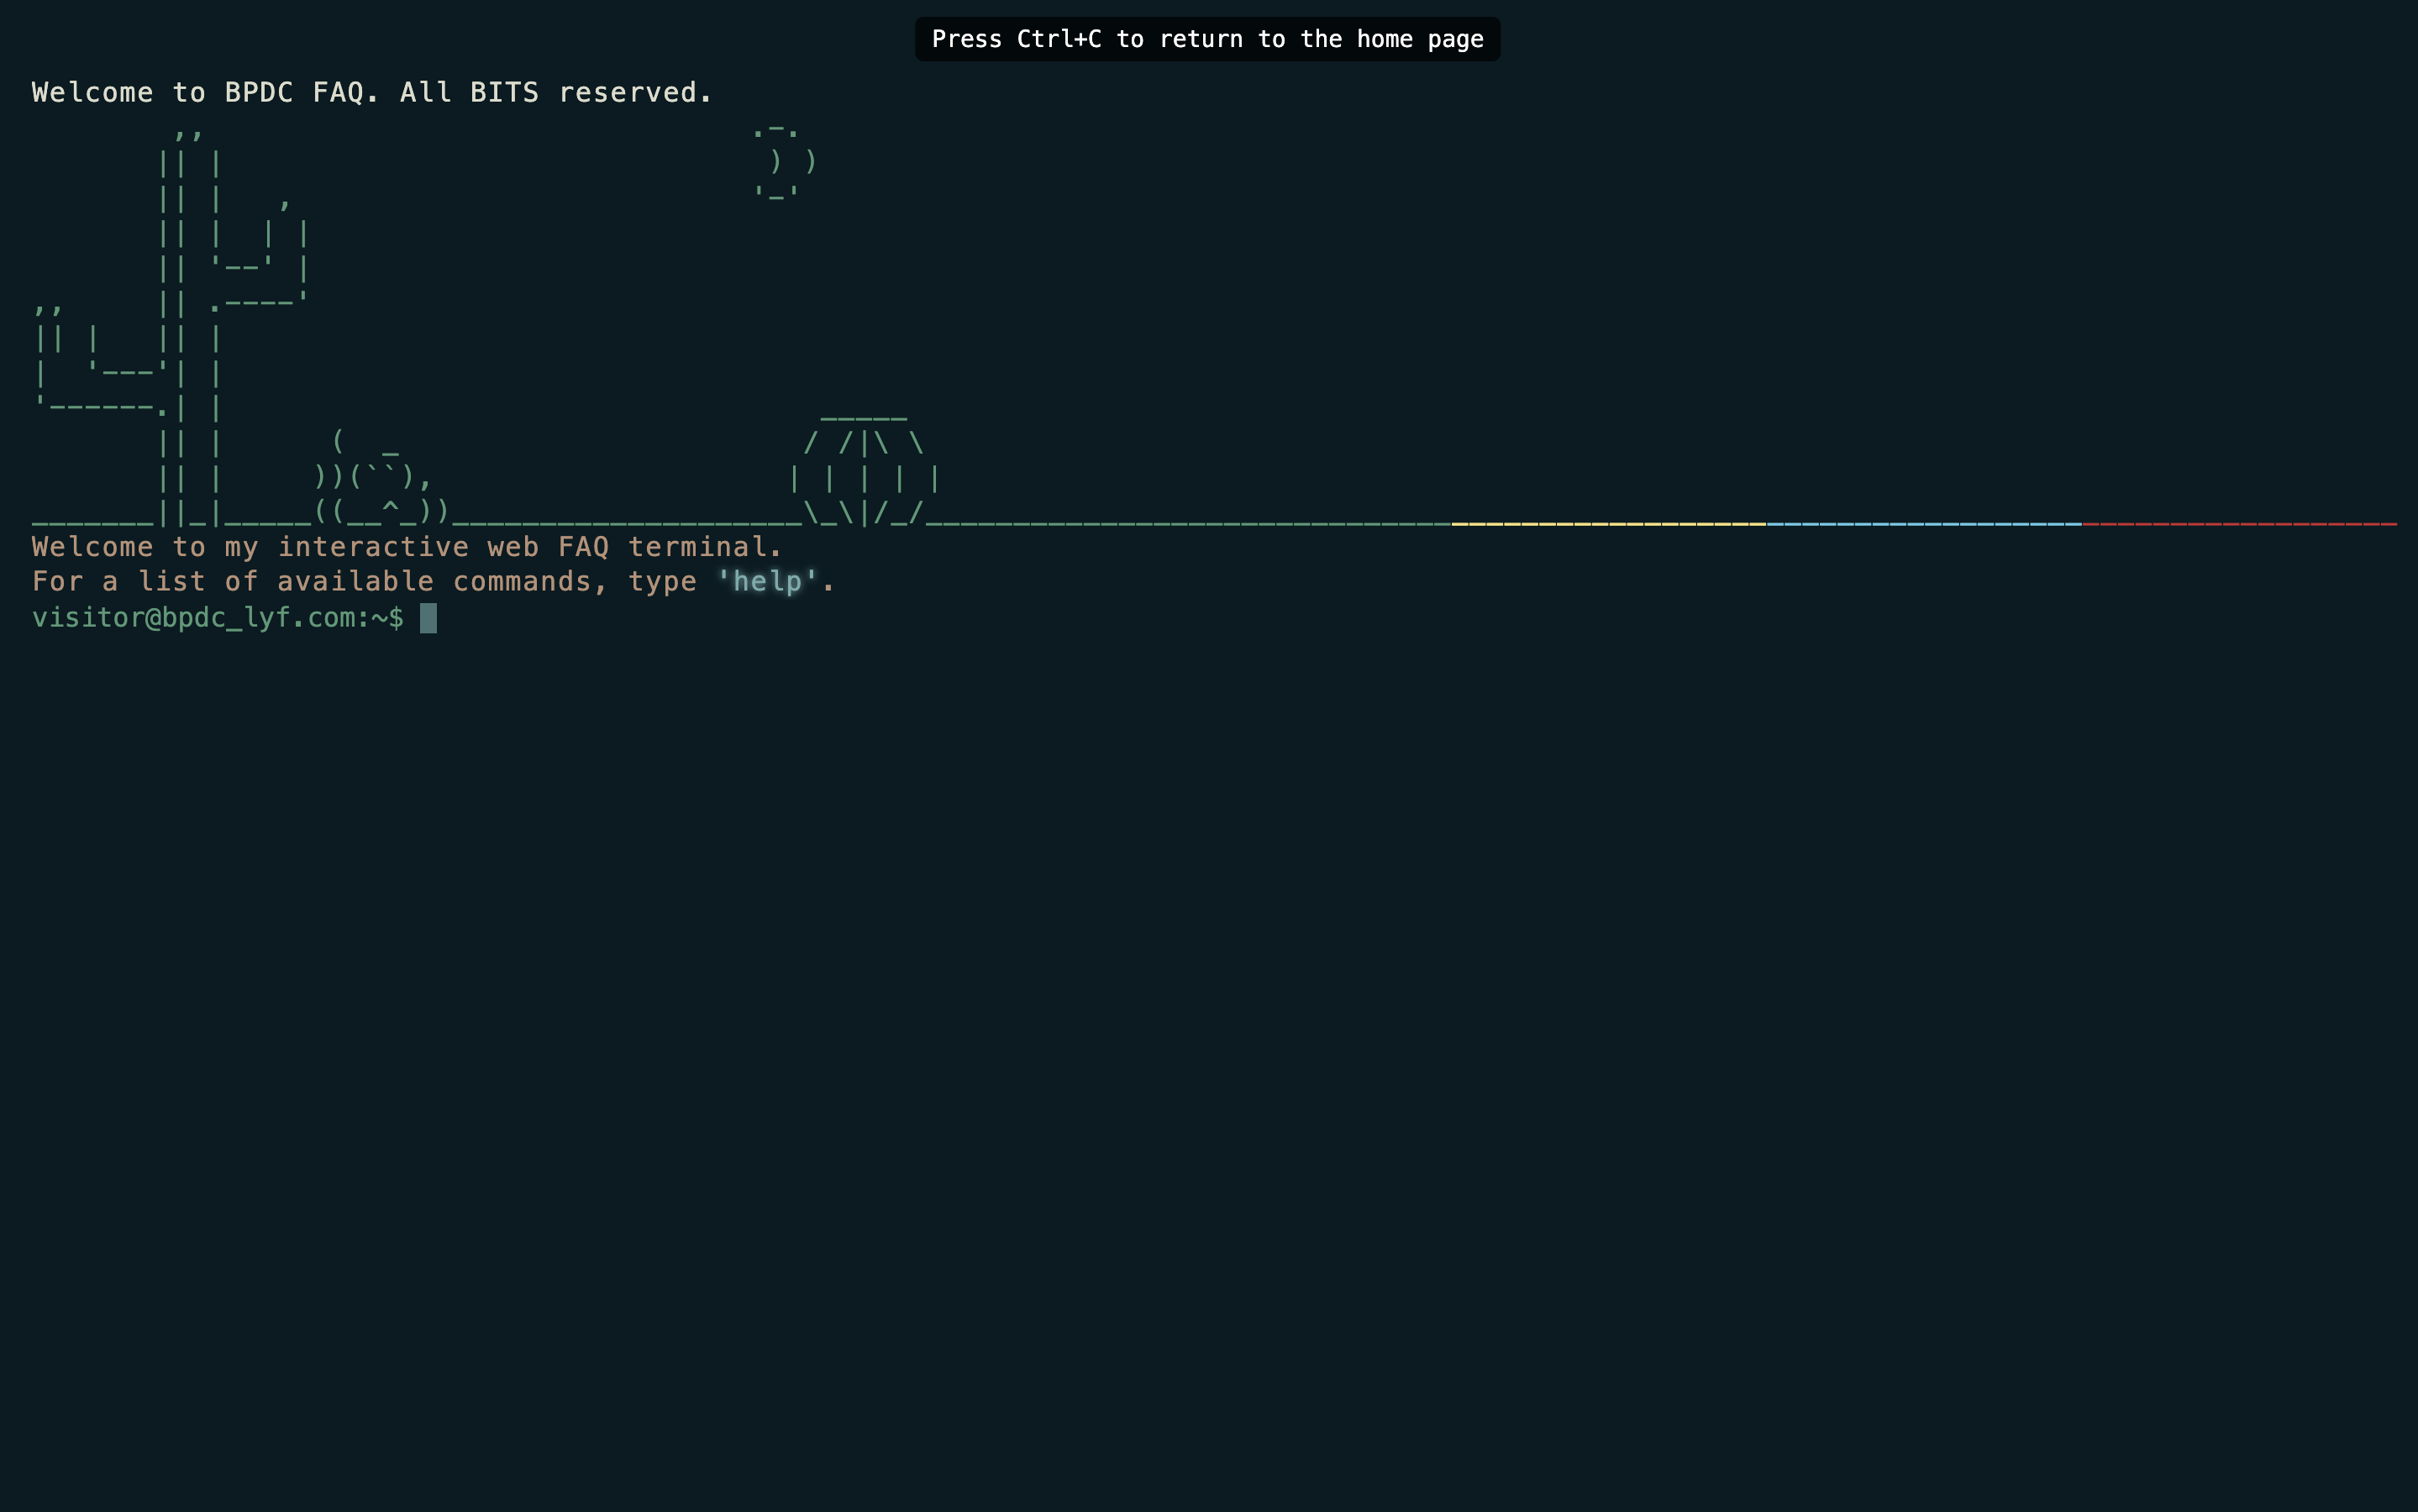 Press Ctrl+C to return to the home page
Welcome to BPDC FAQ. All BITS reserved.
Welcome to my interactive web FAQ terminal.
For a list of available commands, type 'help'.
visitor@bpdc_lyf.com:~$